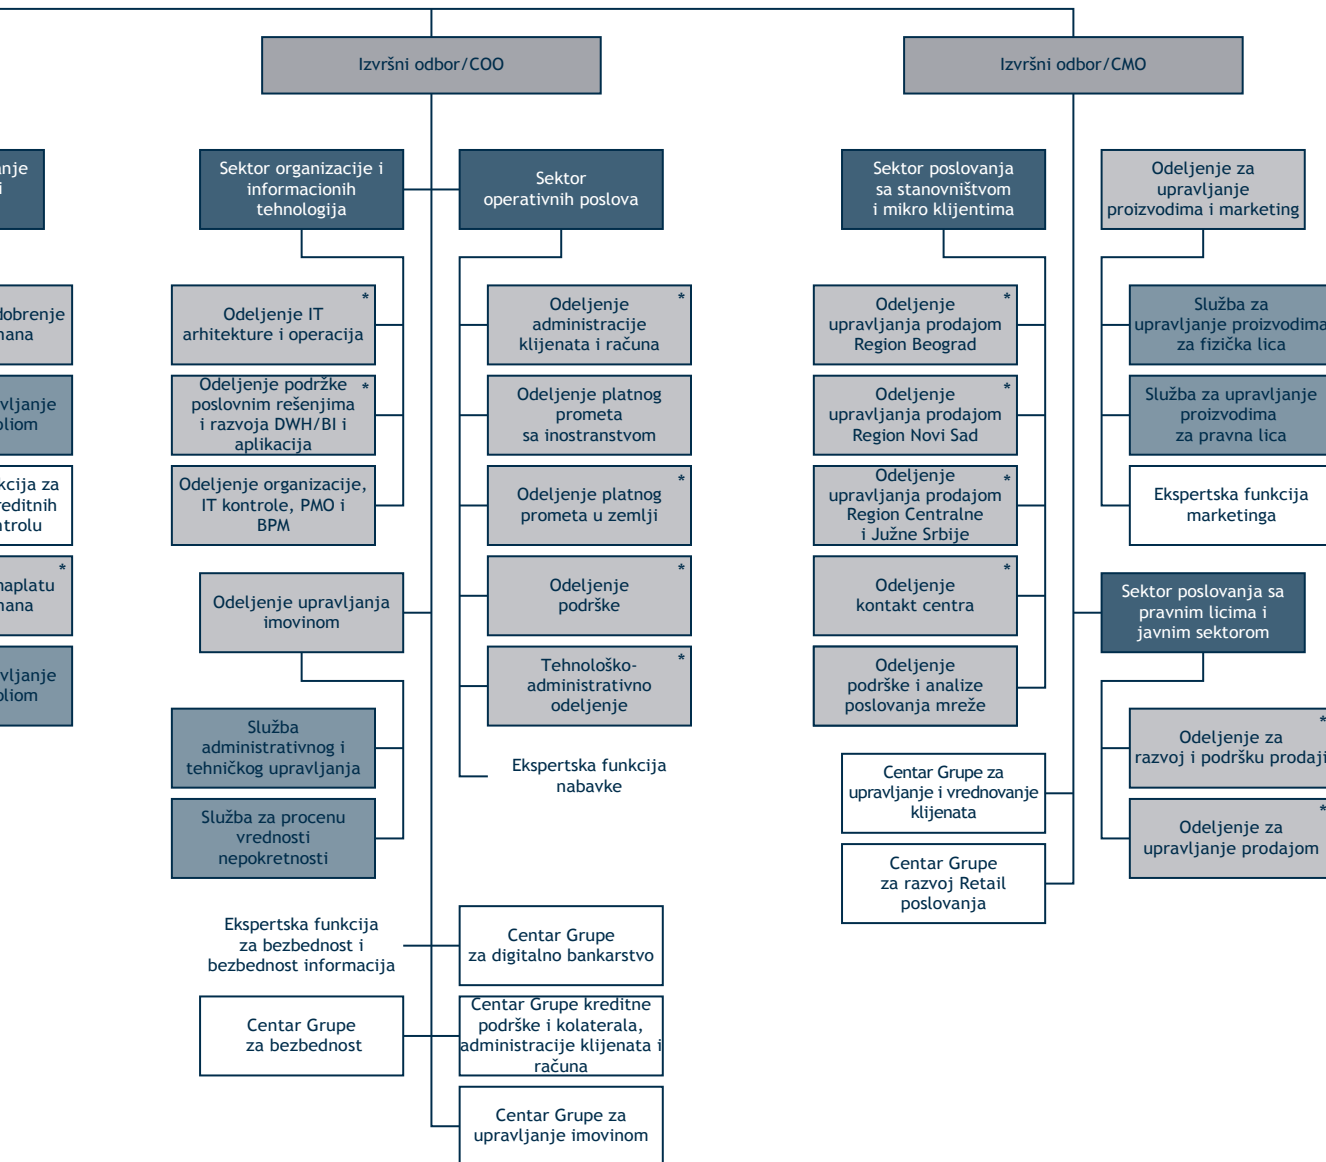 Izvršni odbor/COO
Izvršni odbor/CMO
Sektor organizacije i
informacionih
tehnologija
Sektor
operativnih poslova
Odeljenje IT
arhitekture i operacija
*
Odeljenje podržke
poslovnim rešenjima
i razvoja DWH/BI i
aplikacija
*
Odeljenje organizacije,
IT kontrole, PMO i
BPM
Odeljenje upravljanja
imovinom
Služba
administrativnog i
tehničkog upravljanja
Služba za procenu
vrednosti
nepokretnosti
Ekspertska funkcija
za bezbednost i
bezbednost informacija
Centar Grupe
za bezbednost
Odeljenje
administracije
klijenata i računa
*
Odeljenje platnog
prometa
sa inostranstvom
Odeljenje platnog
prometa u zemlji
*
Odeljenje
podrške
*
Tehnološko-
administrativno
odeljenje
*
Ekspertska funkcija
nabavke
Centar Grupe
za digitalno bankarstvo
Centar Grupe kreditne
podrške i kolaterala,
administracije klijenata i
računa
Centar Grupe za
upravljanje imovinom
Sektor poslovanja
sa stanovništvom
i mikro klijentima
Odeljenje za
upravljanje
proizvodima i marketing
Odeljenje
upravljanja prodajom
Region Beograd
*
Odeljenje
upravljanja prodajom
Region Novi Sad
*
Odeljenje
upravljanja prodajom
Region Centralne
i Južne Srbije
*
Odeljenje
kontakt centra
*
Odeljenje
podrške i analize
poslovanja mreže
Centar Grupe za
upravljanje i vrednovanje
klijenata
Centar Grupe
za razvoj Retail
poslovanja
Služba za
upravljanje proizvodima
za fizička lica
Služba za upravljanje
proizvodima
za pravna lica
Ekspertska funkcija
marketinga
Sektor poslovanja sa
pravnim licima i
javnim sektorom
Odeljenje za
razvoj i podršku prodaji
*
Odeljenje za
upravljanje prodajom
*